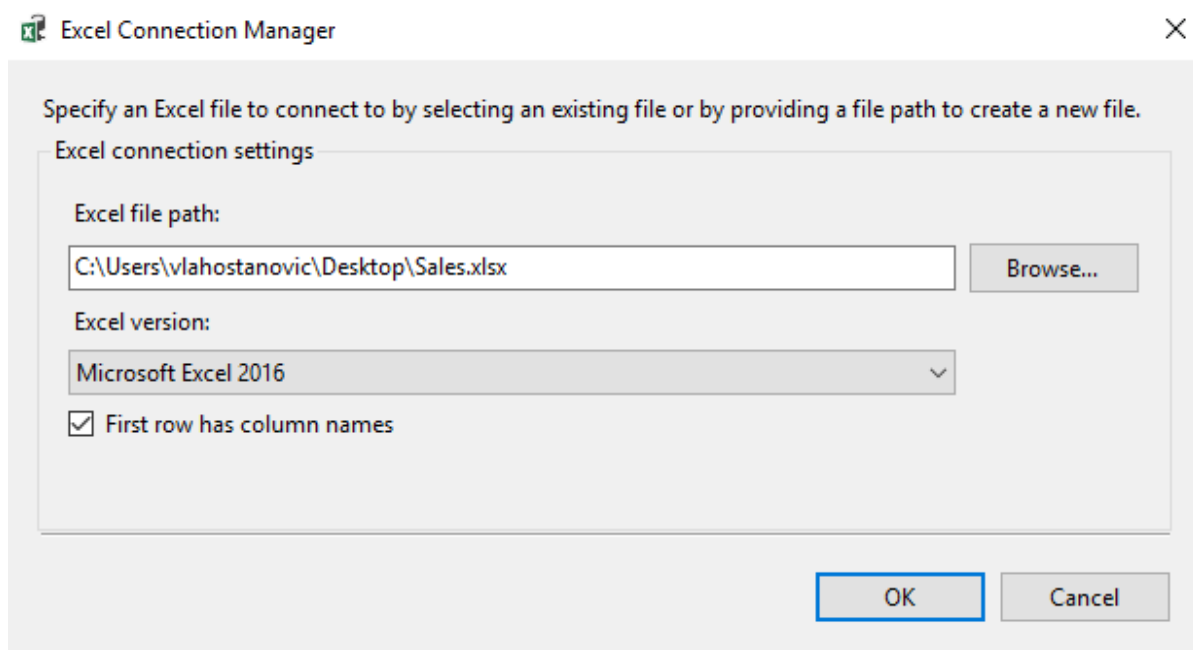 Excel Connection Manager
Specify an Excel file to connect to by selecting an existing file or by providing a file path to create a new file.
Excel connection settings
Excel file path:
C:\Users\vlahostanovic\Desktop\Sales.xlsx
Browse...
Excel version:
Microsoft Excel 2016
First row has column names
OK
Cancel